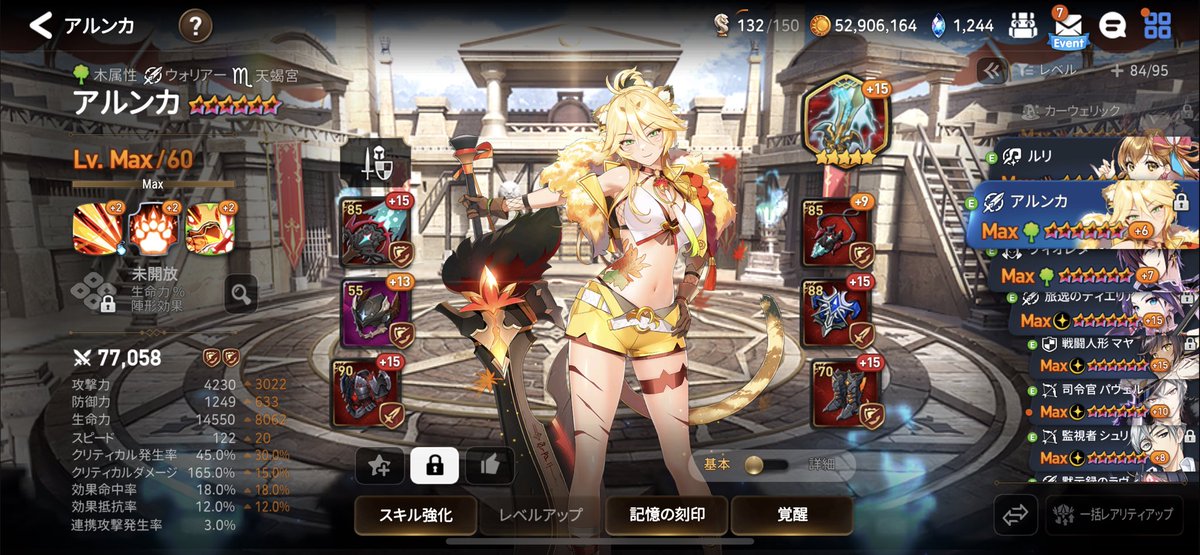 アルンカ
?
132/150
52,906,164
1,244
7
Event
木属性 ウォリアー 天蝎宮
アルンカ
Lv. Max/60
Max
+2
+2
+2
未開放
生命力%
陣形効果
77,058
攻撃力 4230 3022
防御力 1249 633
生命力 14550 8062
スピード 122 20
クリティカル発生率 45.0% 30.0%
クリティカルダメージ 165.0% 15.0%
効果命中率 18.0% 18.0%
効果抵抗率 12.0% 12.0%
連携攻撃発生率 3.0%
+15
85 +15
55 +13
90 +15
85 +9
88 +15
70 +15
基本
詳細
スキル強化
レベルアップ
記憶の刻印
覚醒
レベル
84/95
カーウェリック
E ルリ
E アルンカ
Max +6
E ヴィオレット
Max +7
E 放浪のティエリア
Max +15
E 戦闘人形 マヤ
Max +15
E 司令官 パヴェル
Max +10
E 監視者 シュリ
Max +8
一括レアリティアップ